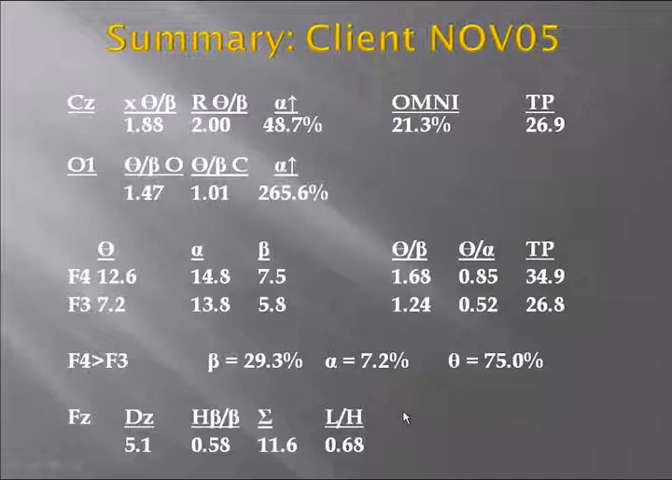 Summary: Client NOV05
Cz x Ө/β R Ө/β α↑ OMNI TP
1.88 2.00 48.7% 21.3% 26.9
O1 Ө/β O Ө/β C α↑
1.47 1.01 265.6%
Ө α β Ө/β Ө/α TP
F4 12.6 14.8 7.5 1.68 0.85 34.9
F3 7.2 13.8 5.8 1.24 0.52 26.8
F4>F3 β = 29.3% α = 7.2% θ = 75.0%
Fz Dz Hβ/β Σ L/H
5.1 0.58 11.6 0.68